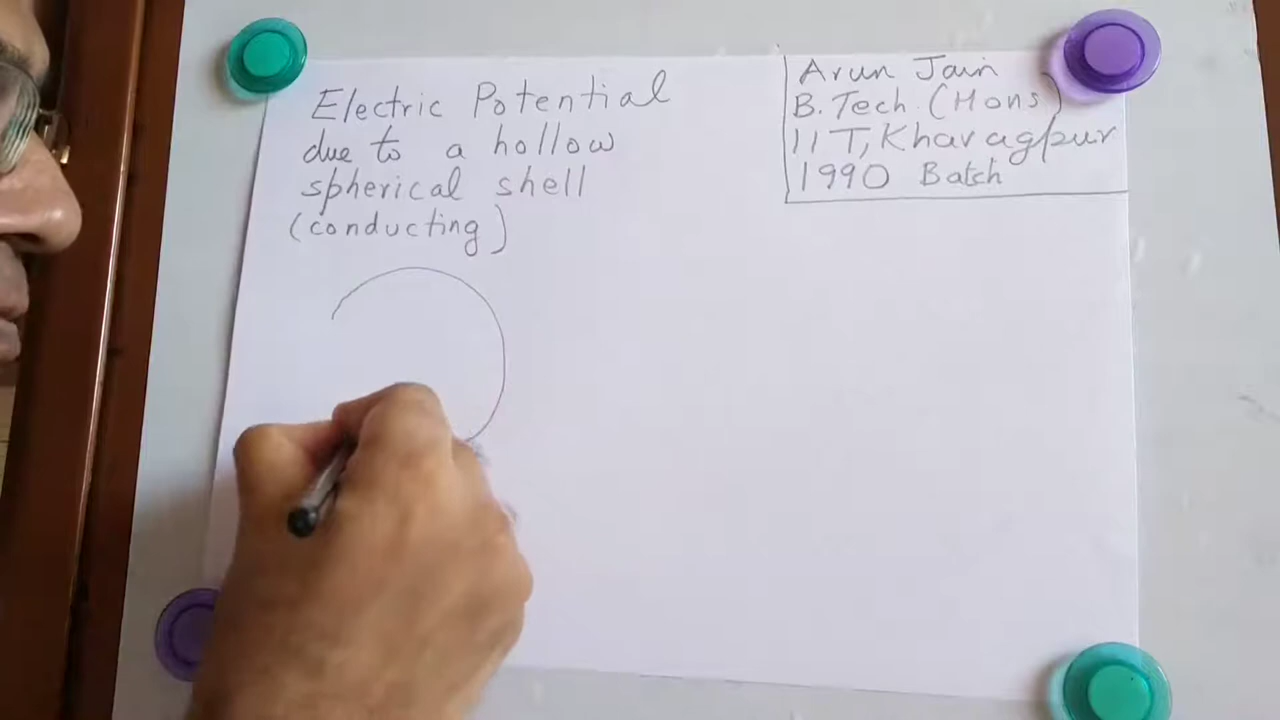 Electric Potential
due to a hollow
spherical shell
(conducting)
Arun Jain
B.Tech.(Hons)
IIT, Kharagpur
1990 Batch